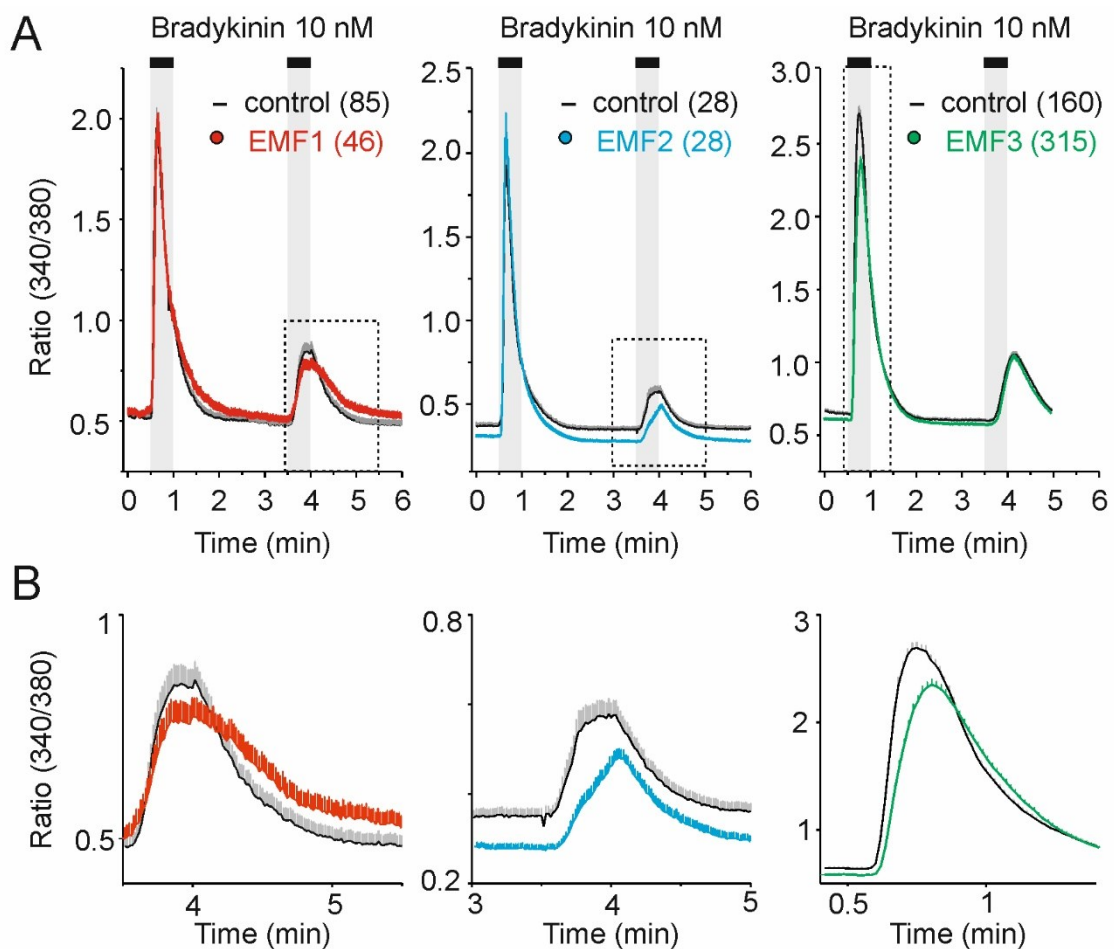 A
Bradykinin 10 nM
Bradykinin 10 nM
Bradykinin 10 nM
control (85)
EMF1 (46)
2.0
1.5
1.0
0.5
Ratio (340/380)
0 1 2 3 4 5 6
Time (min)
control (28)
EMF2 (28)
2.5
2.0
1.5
1.0
0.5
0 1 2 3 4 5 6
Time (min)
control (160)
EMF3 (315)
3.0
2.5
2.0
1.5
1.0
0.5
0 1 2 3 4 5 6
Time (min)
B
1
0.5
Ratio (340/380)
4 5
Time (min)
0.8
0.2
3 4 5
Time (min)
3
2
1
0.5 1
Time (min)